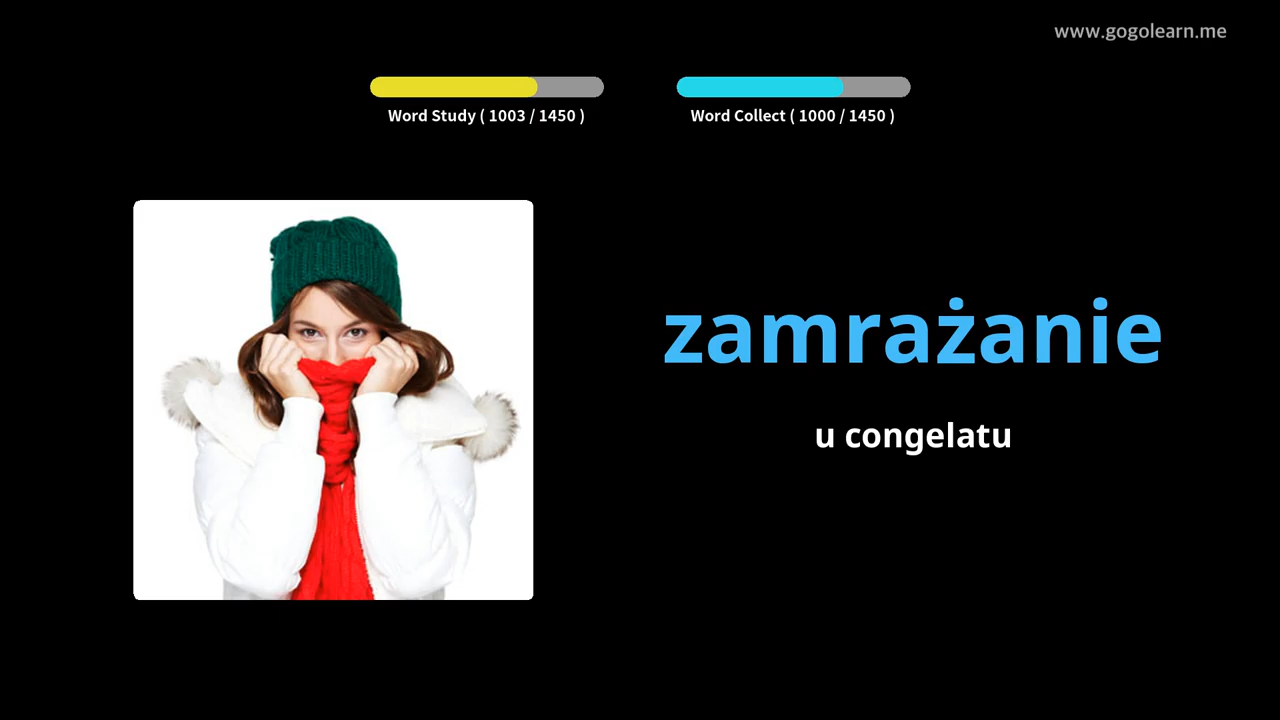 www.gogolearn.me
Word Study ( 1003 / 1450 )
Word Collect ( 1000 / 1450 )
zamrażanie
u congelatu